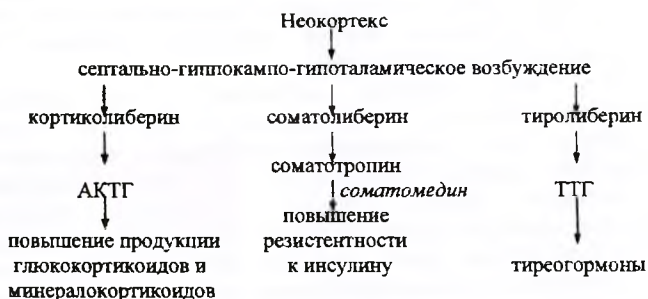 Неокортекс
септально-гиппокампо-гипоталамическое возбуждение
кортиколиберин соматолиберин тиролиберин
соматотропин
АКТГ соматомедин ТТГ
повышение
повышение продукции резистентности
глюкокортикоидов и к инсулину тиреогормоны
минералокортикоидов